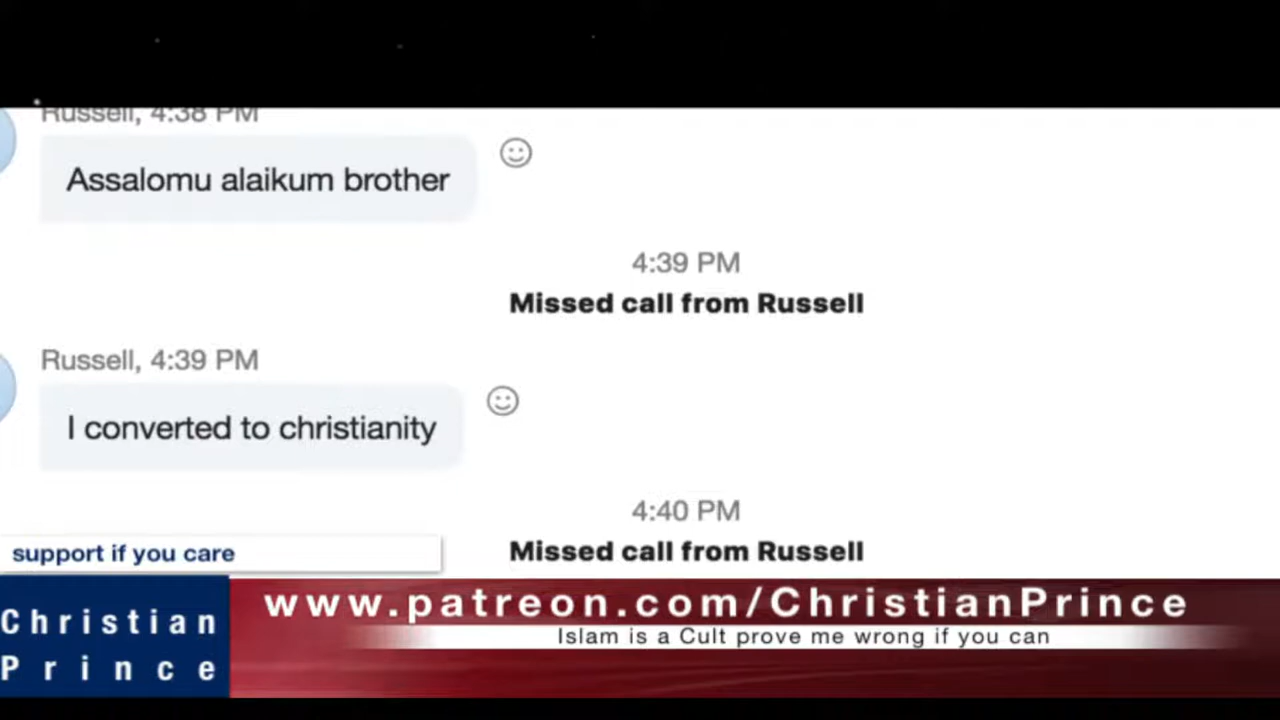 Russell, 4:38 PM
Assalomu alaikum brother
4:39 PM
Missed call from Russell
Russell, 4:39 PM
I converted to christianity
4:40 PM
Missed call from Russell
support if you care
Christian
Prince
www.patreon.com/ChristianPrince
Islam is a Cult prove me wrong if you can